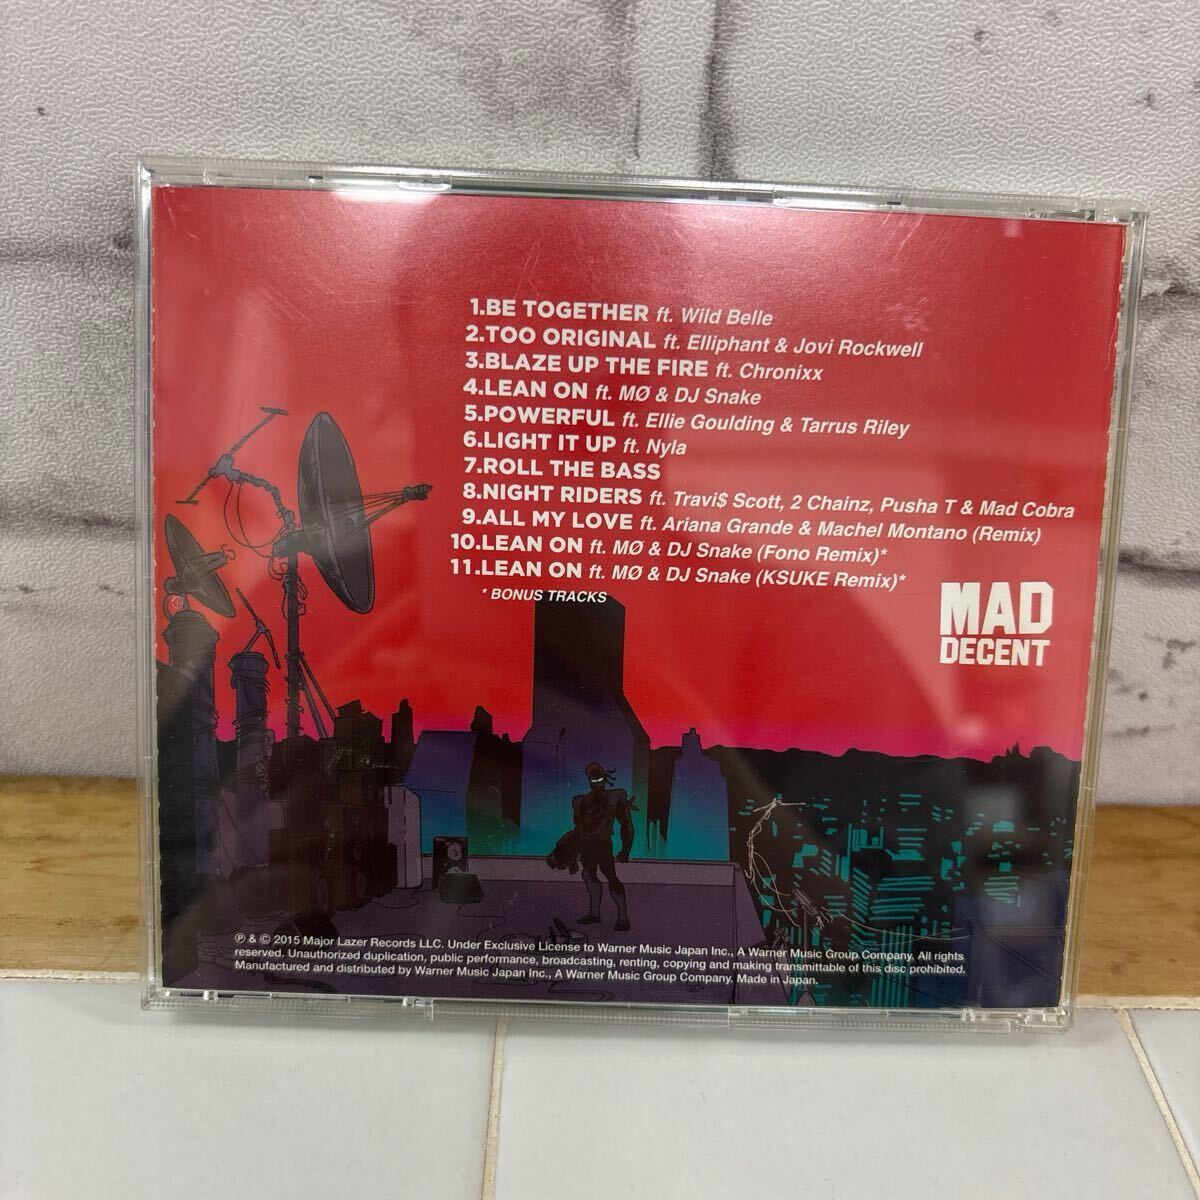 1.BE TOGETHER ft. Wild Belle
2.TOO ORIGINAL ft. Elliphant & Jovi Rockwell
3.BLAZE UP THE FIRE ft. Chronixx
4.LEAN ON ft. MØ & DJ Snake
5.POWERFUL ft. Ellie Goulding & Tarrus Riley
6.LIGHT IT UP ft. Nyla
7.ROLL THE BASS
8.NIGHT RIDERS ft. Travi$ Scott, 2 Chainz, Pusha T & Mad Cobra
9.ALL MY LOVE ft. Ariana Grande & Machel Montano (Remix)
10.LEAN ON ft. MØ & DJ Snake (Fono Remix)*
11.LEAN ON ft. MØ & DJ Snake (KSUKE Remix)*
* BONUS TRACKS
MAD
DECENT
℗ & © 2015 Major Lazer Records LLC. Under Exclusive License to Warner Music Japan Inc., A Warner Music Group Company. All rights
reserved. Unauthorized duplication, public performance, broadcasting, renting, copying and making transmittable of this disc prohibited.
Manufactured and distributed by Warner Music Japan Inc., A Warner Music Group Company. Made in Japan.